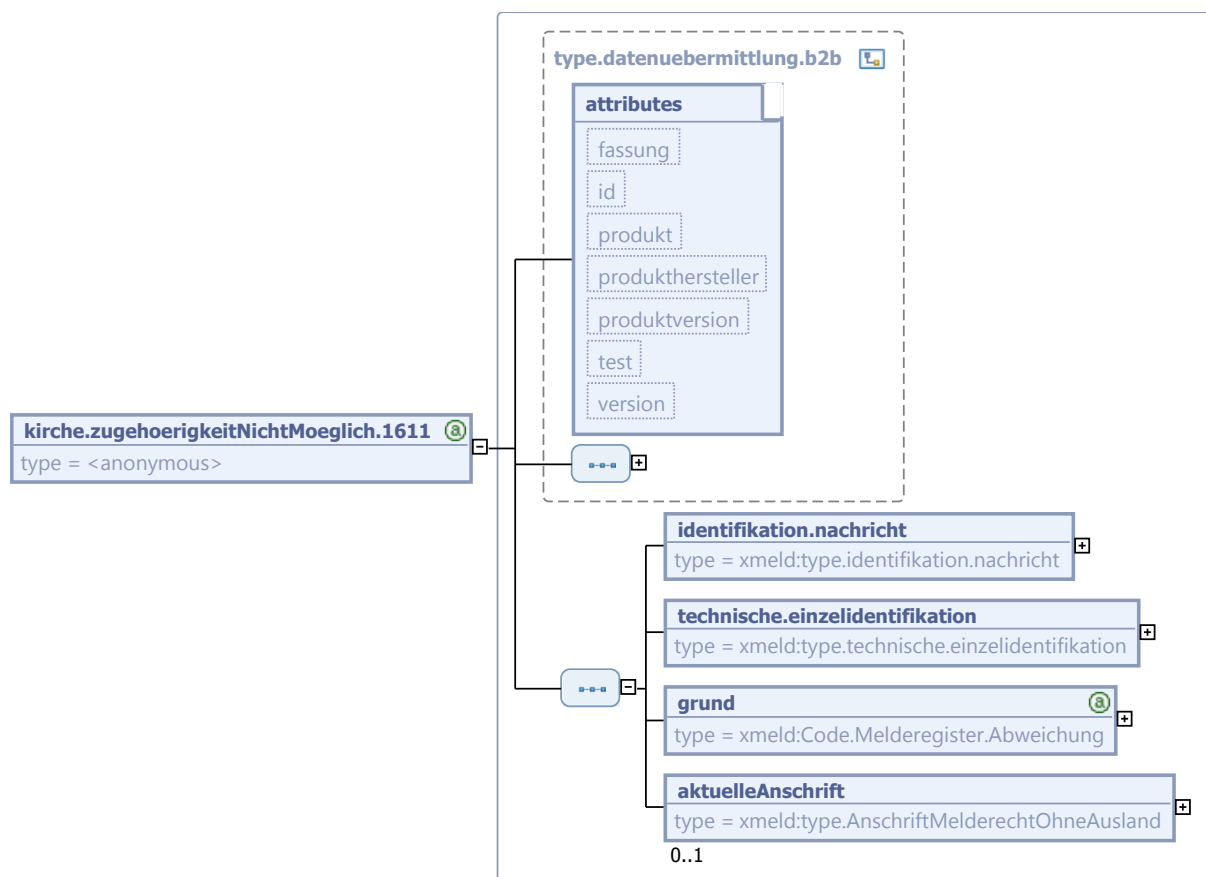 type.datenuebermittlung.b2b
attributes
fassung
id
produkt
produkthersteller
produktversion
test
version
kirche.zugehoerigkeitNichtMoeglich.1611
type = <anonymous>
identifikation.nachricht
type = xmeld:type.identifikation.nachricht
technische.einzelidentifikation
type = xmeld:type.technische.einzelidentifikation
grund
type = xmeld:Code.Melderegister.Abweichung
aktuelleAnschrift
type = xmeld:type.AnschriftMelderechtOhneAusland
0..1